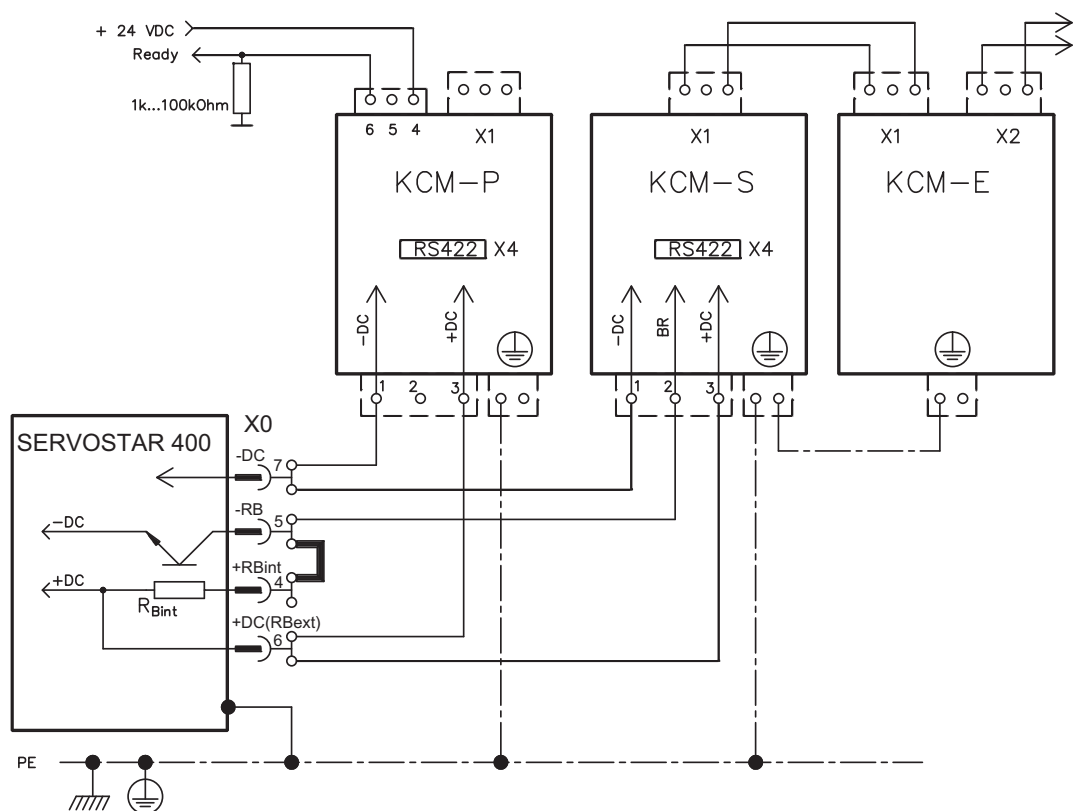 + 24 VDC
Ready
1k...100kOhm
6 5 4
X1
KCM-P
RS422 X4
-DC
+DC
1 2 3
X1
KCM-S
RS422 X4
-DC
BR
+DC
1 2 3
X1 X2
KCM-E
SERVOSTAR 400
X0
-DC 7
-RB 5
-DC
+RBint 4
+DC
RBint
+DC(RBext) 6
PE